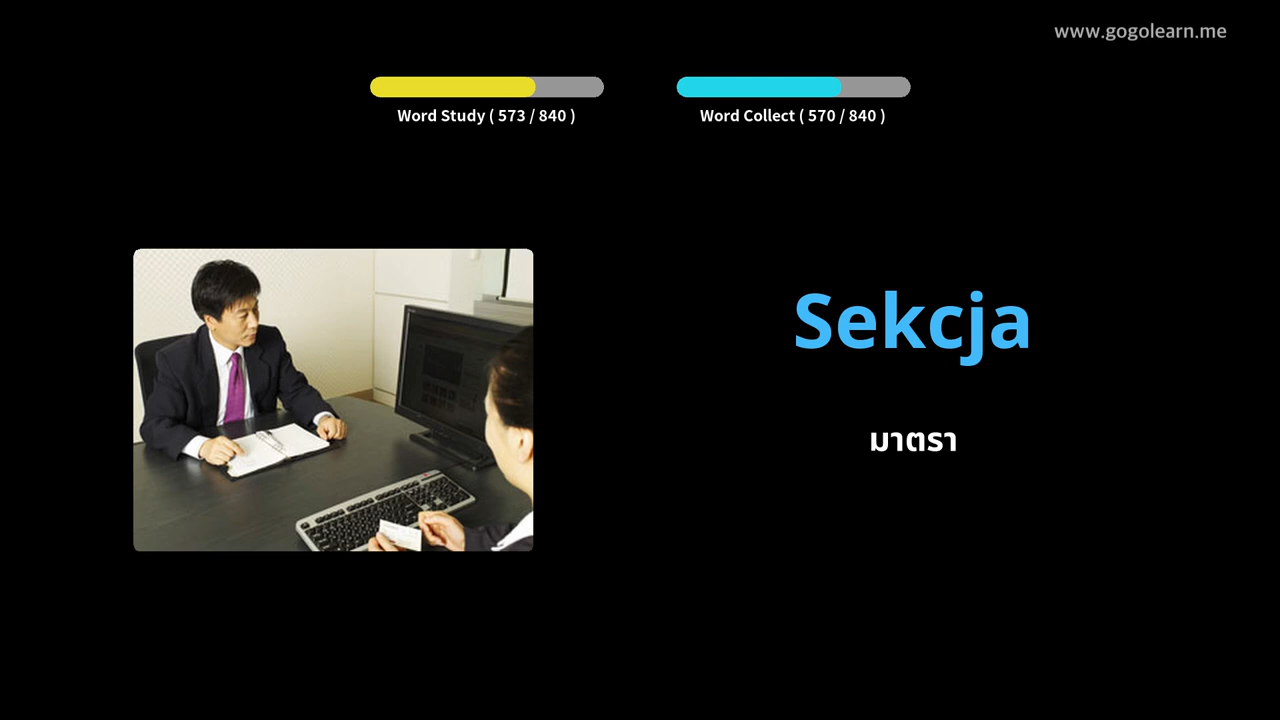 www.gogolearn.me
Word Study ( 573 / 840 )
Word Collect ( 570 / 840 )
Sekcja
มาตรา